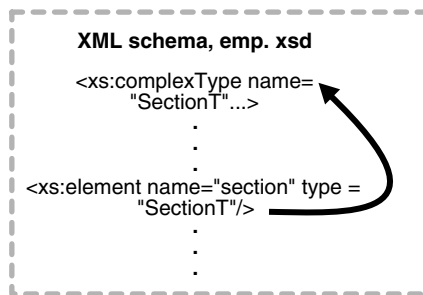 XML schema, emp. xsd
<xs:complexType name=
"SectionT"...>
.
.
.
<xs:element name="section" type =
"SectionT"/>
.
.
.